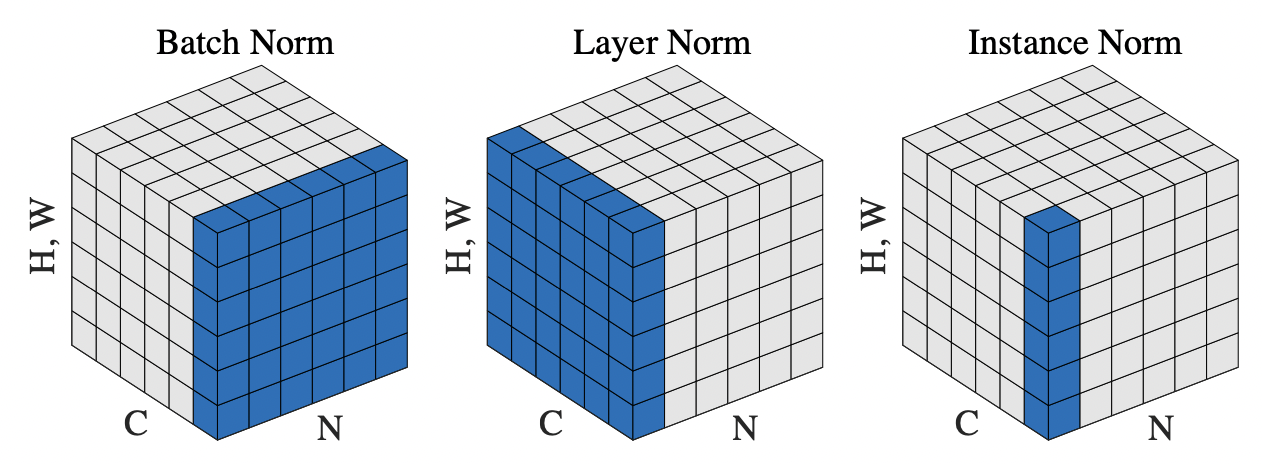 Batch Norm
H, W
C
N
Layer Norm
H, W
C
N
Instance Norm
H, W
C
N